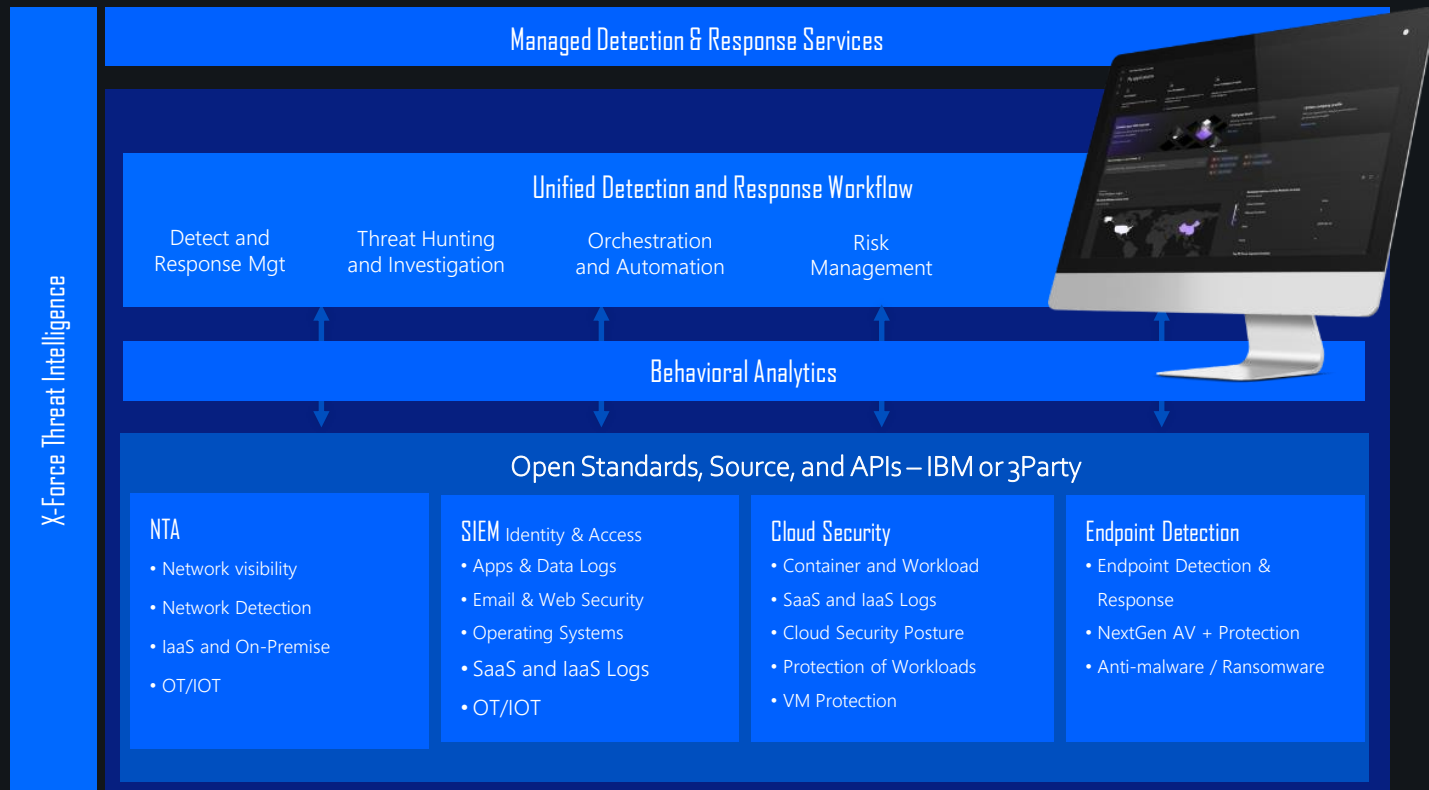 Managed Detection & Response Services
X-Force Threat Intelligence
Unified Detection and Response Workflow
Detect and
Response Mgt
Threat Hunting
and Investigation
Orchestration
and Automation
Risk
Management
Behavioral Analytics
Open Standards, Source, and APIs – IBM or 3Party
NTA
• Network visibility
• Network Detection
• IaaS and On-Premise
• OT/IOT
SIEM Identity & Access
• Apps & Data Logs
• Email & Web Security
• Operating Systems
• SaaS and IaaS Logs
• OT/IOT
Cloud Security
• Container and Workload
• SaaS and IaaS Logs
• Cloud Security Posture
• Protection of Workloads
• VM Protection
Endpoint Detection
• Endpoint Detection &
Response
• NextGen AV + Protection
• Anti-malware / Ransomware